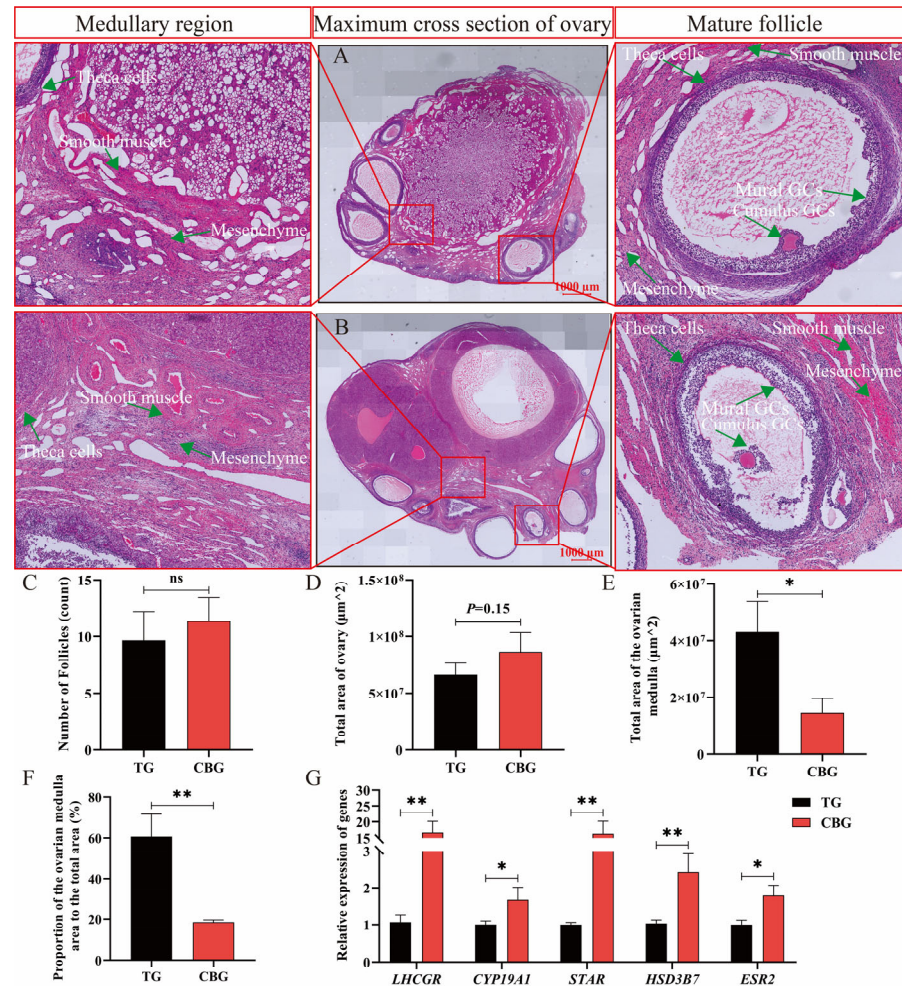 Medullary region
Maximum cross section of ovary
Mature follicle
A
Theca cells
Smooth muscle
Mesenchyme
1000 μm
Theca cells
Smooth muscle
Mural GCs
Cumulus GCs
Mesenchyme
B
Smooth muscle
Theca cells
Mesenchyme
1000 μm
Theca cells
Smooth muscle
Mesenchyme
Mural GCs
Cumulus GCs
C
Number of Follicles (count)
15
10
5
0
ns
TG
CBG
D
Total area of ovary (μm^2)
1.5×10^8
1×10^8
5×10^7
0
P=0.15
TG
CBG
E
Total area of the ovarian
medulla (μm^2)
6×10^7
4×10^7
2×10^7
0
*
TG
CBG
F
Proportion of the ovarian medulla
area to the total area (%)
80
60
40
20
0
**
TG
CBG
G
Relative expression of genes
30
25
20
15
3
2
1
0
**
*
**
**
*
LHCGR
CYP19A1
STAR
HSD3B7
ESR2
TG
CBG